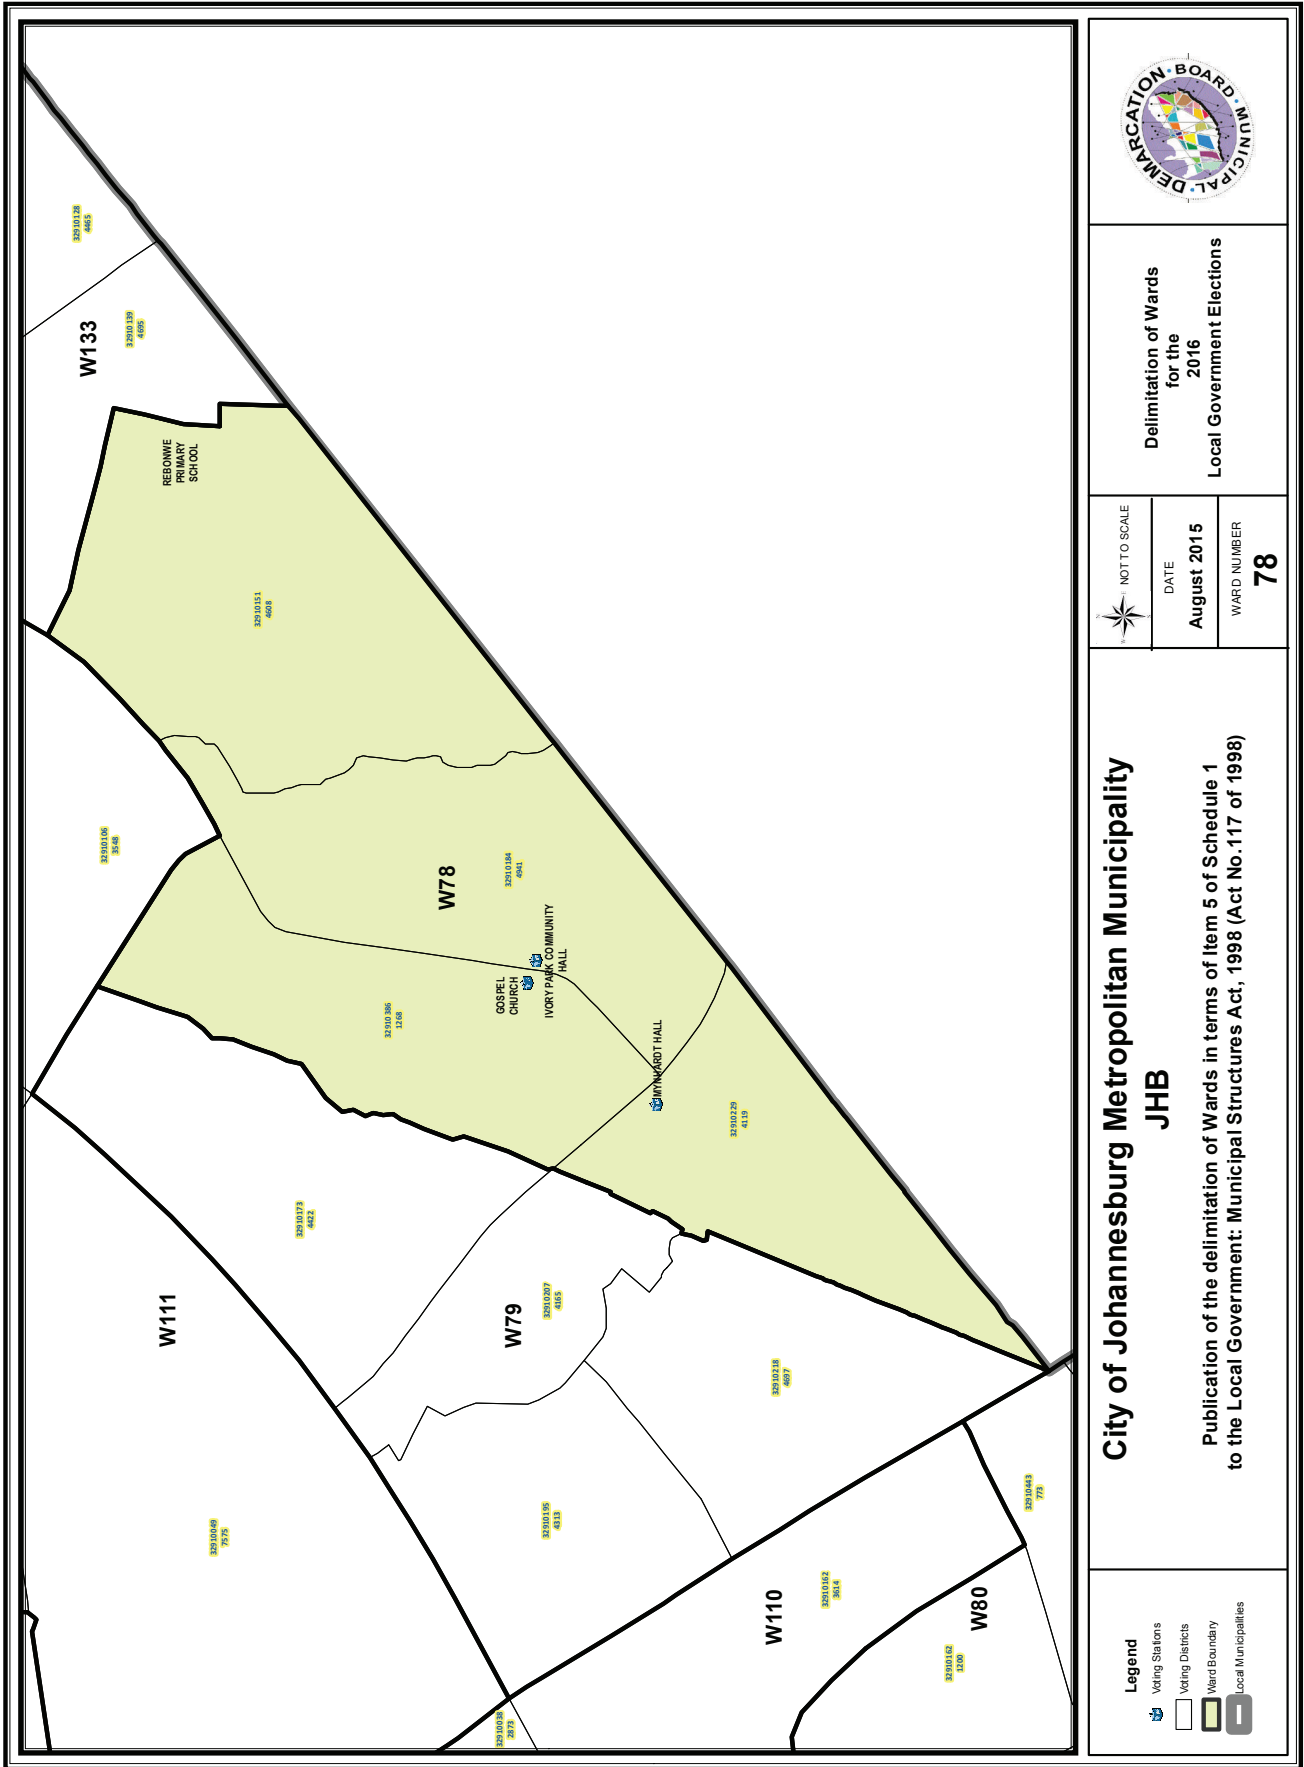 32910128
4465
32910139
4695
W133
REBONWE
PRIMARY
SCHOOL
32910151
4608
32910106
3548
W78
32910184
4941
IVORY PARK COMMUNITY
HALL
GOSPEL
CHURCH
32910386
1268
MYNHARDT HALL
32910229
4119
32910173
4422
W111
W79
32910207
4165
32910218
4697
32910049
7575
32910195
4313
32910443
773
W110
32910162
3614
W80
32910162
1200
32910038
2873
Legend
Voting Stations
Voting Districts
Ward Boundary
Local Municipalities
City of Johannesburg Metropolitan Municipality
JHB
Publication of the delimitation of Wards in terms of Item 5 of Schedule 1
to the Local Government: Municipal Structures Act, 1998 (Act No.117 of 1998)
N
W
S
NOT TO SCALE
DATE
August 2015
WARD NUMBER
78
Delimitation of Wards
for the
2016
Local Government Elections
MUNICIPAL • DEMARCATION • BOARD •